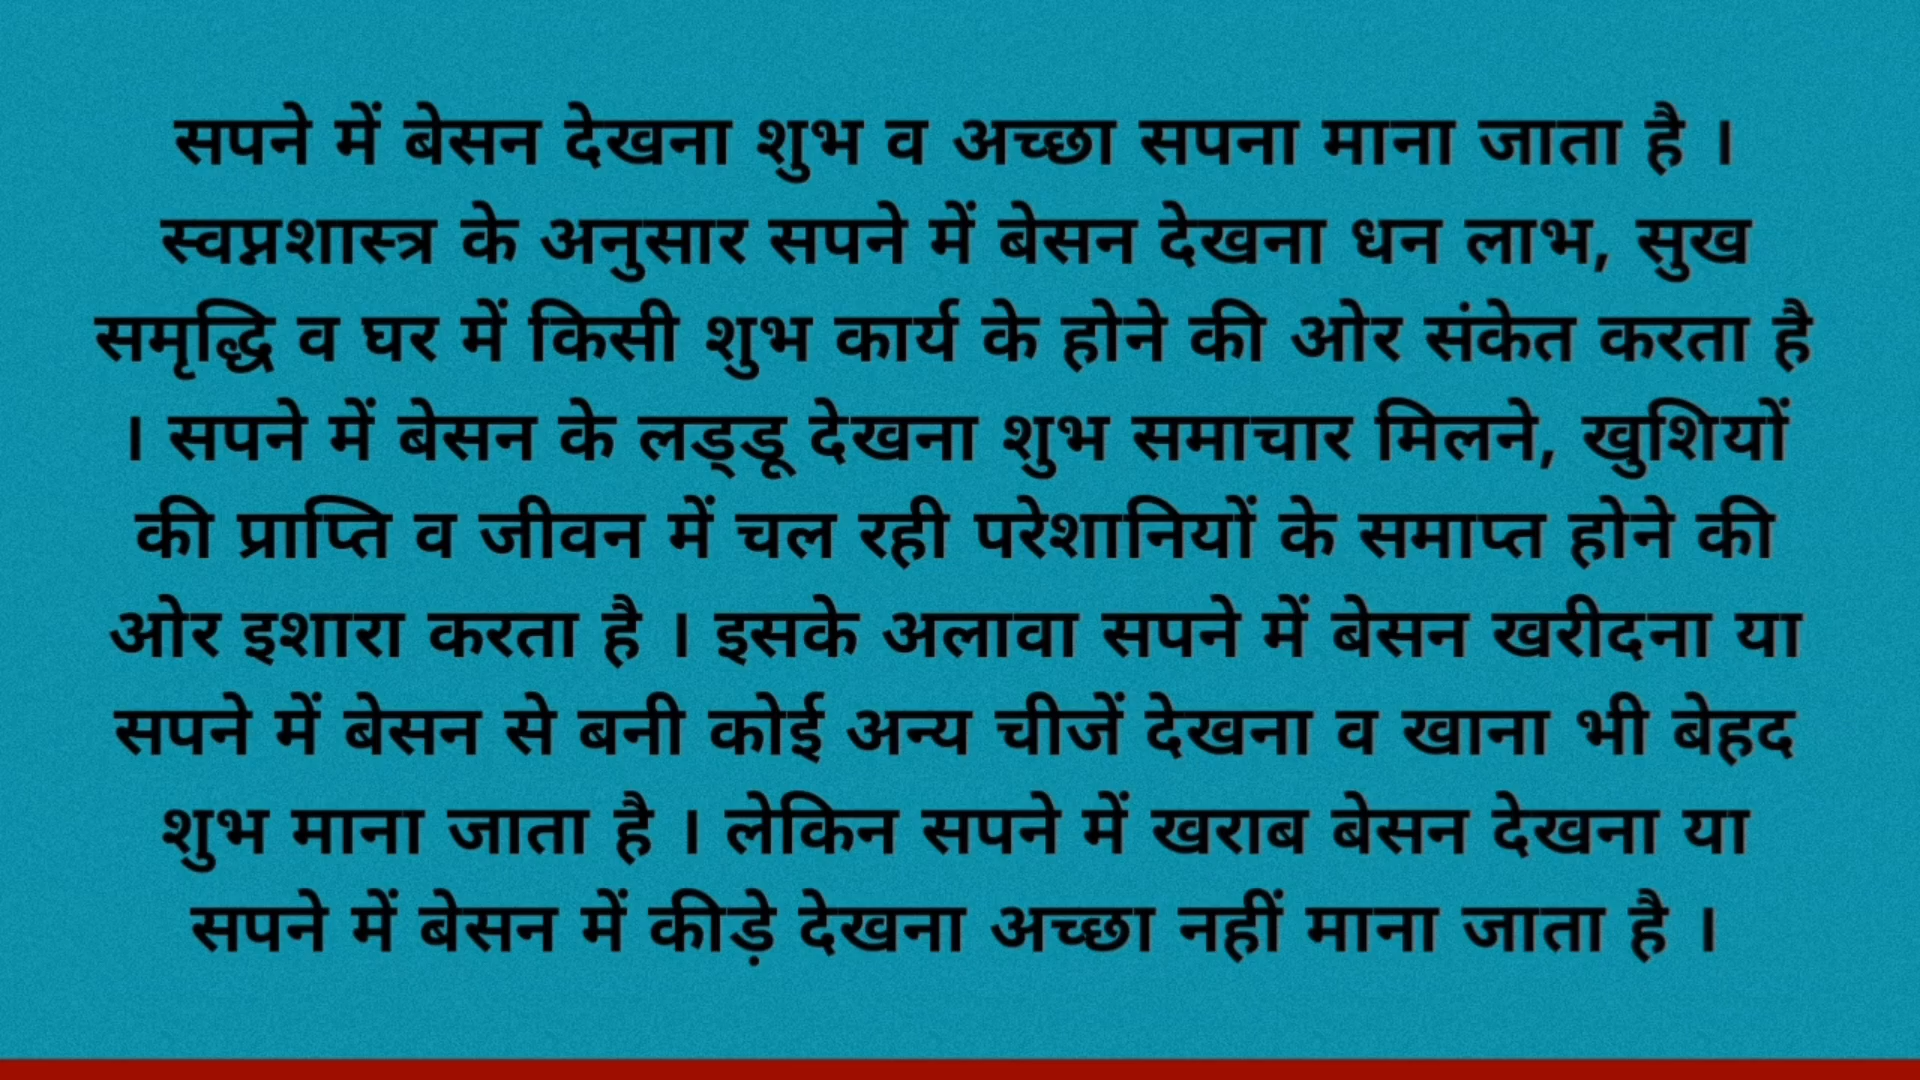 सपने में बेसन देखना शुभ व अच्छा सपना माना जाता है ।
स्वप्नशास्त्र के अनुसार सपने में बेसन देखना धन लाभ, सुख
समृद्धि व घर में किसी शुभ कार्य के होने की ओर संकेत करता है
। सपने में बेसन के लड्डू देखना शुभ समाचार मिलने, खुशियों
की प्राप्ति व जीवन में चल रही परेशानियों के समाप्त होने की
ओर इशारा करता है । इसके अलावा सपने में बेसन खरीदना या
सपने में बेसन से बनी कोई अन्य चीजें देखना व खाना भी बेहद
शुभ माना जाता है । लेकिन सपने में खराब बेसन देखना या
सपने में बेसन में कीड़े देखना अच्छा नहीं माना जाता है ।